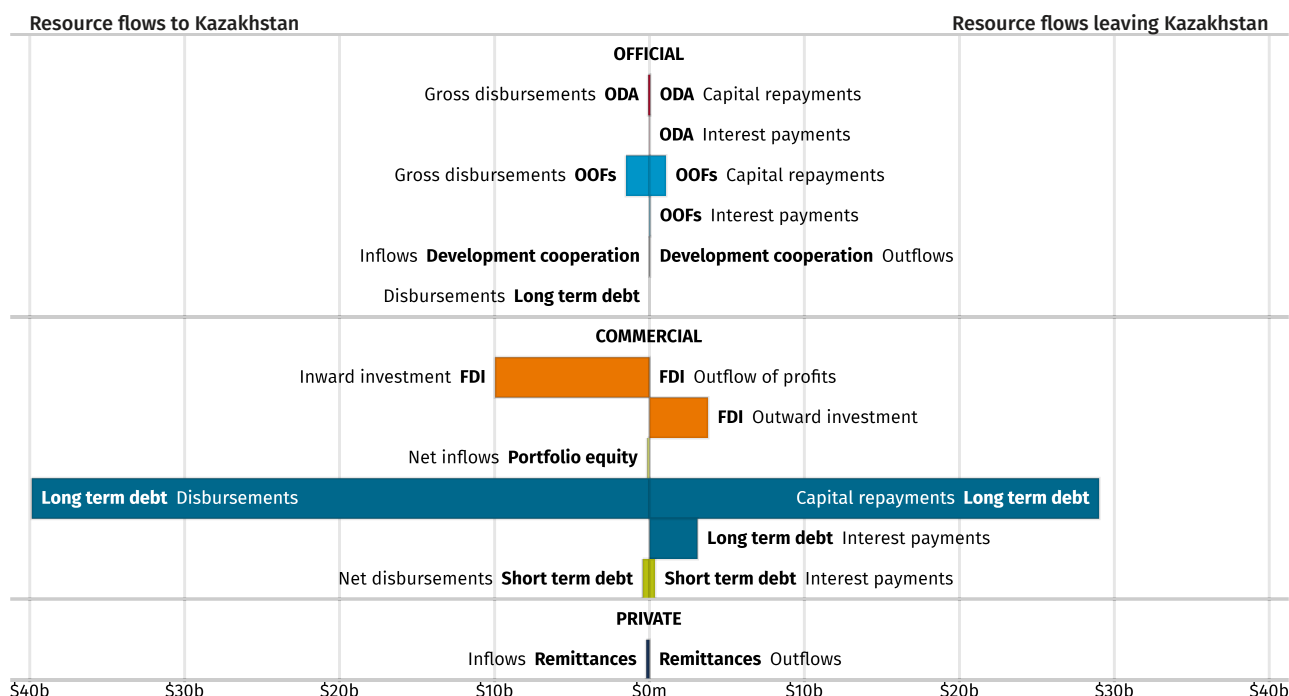 Resource flows to Kazakhstan Resource flows leaving Kazakhstan
OFFICIAL
Gross disbursements ODA ODA Capital repayments
ODA Interest payments
Gross disbursements OOFs OOFs Capital repayments
OOFs Interest payments
Inflows Development cooperation Development cooperation Outflows
Disbursements Long term debt
COMMERCIAL
Inward investment FDI FDI Outflow of profits
FDI Outward investment
Net inflows Portfolio equity
Long term debt Disbursements Capital repayments Long term debt
Long term debt Interest payments
Net disbursements Short term debt Short term debt Interest payments
PRIVATE
Inflows Remittances Remittances Outflows
$40b $30b $20b $10b $0m $10b $20b $30b $40b